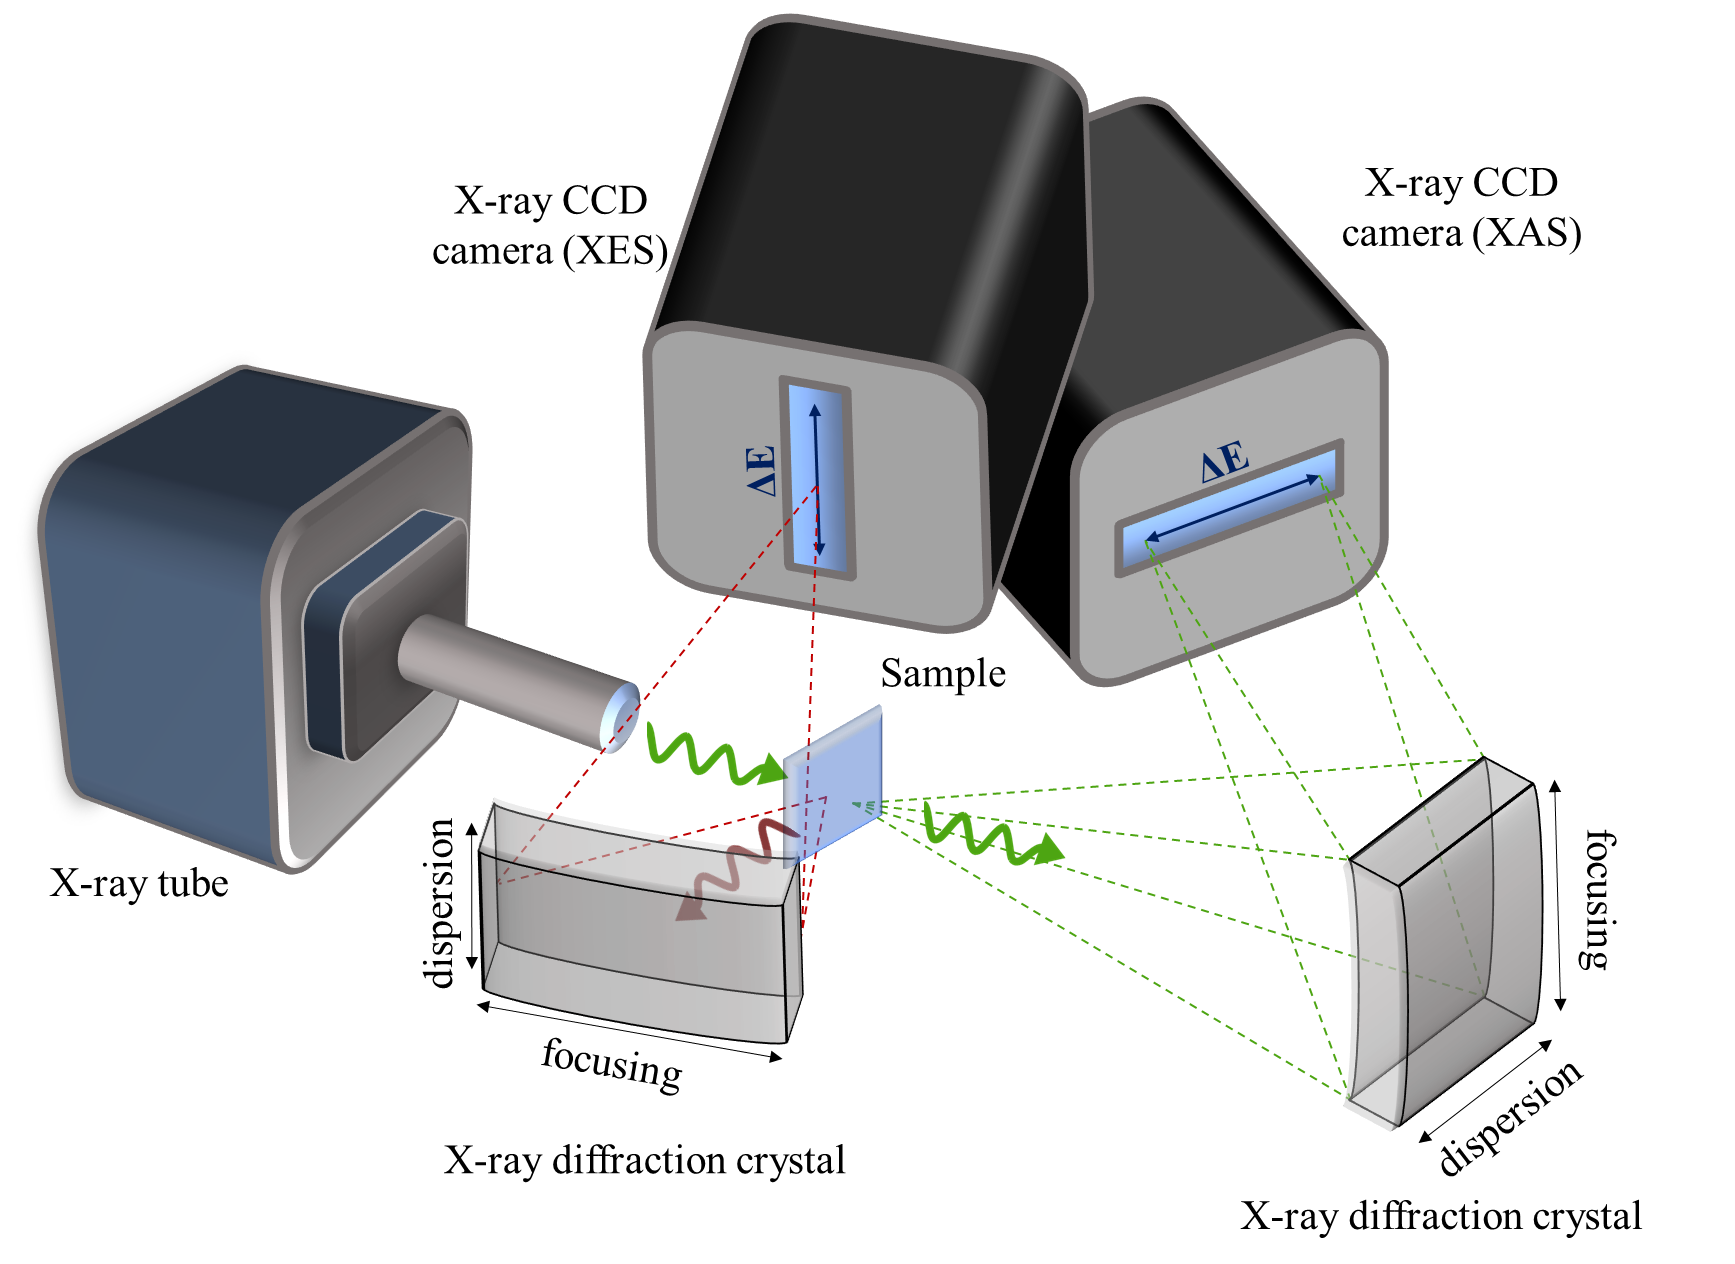 X-ray CCD
camera (XES)
X-ray CCD
camera (XAS)
ΔE
ΔE
Sample
X-ray tube
dispersion
focusing
focusing
dispersion
X-ray diffraction crystal
X-ray diffraction crystal